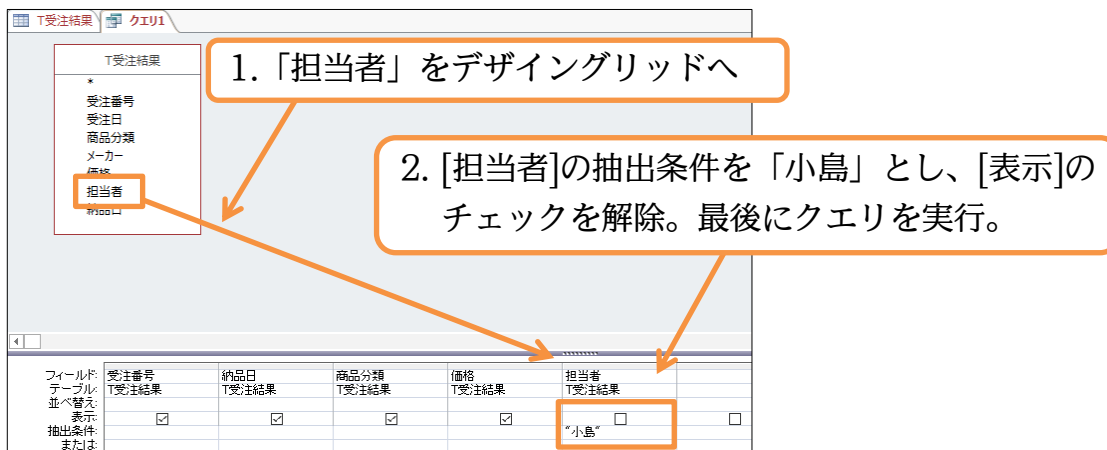 T受注結果 クエリ1
T受注結果
*
受注番号
受注日
商品分類
メーカー
価格
担当者
納品日
1.「担当者」をデザイングリッドへ
2. [担当者]の抽出条件を「小島」とし、[表示]の
チェックを解除。最後にクエリを実行。
フィールド: 受注番号 納品日 商品分類 価格 担当者
テーブル: T受注結果 T受注結果 T受注結果 T受注結果 T受注結果
並べ替え:
表示:
抽出条件: "小島"
または: